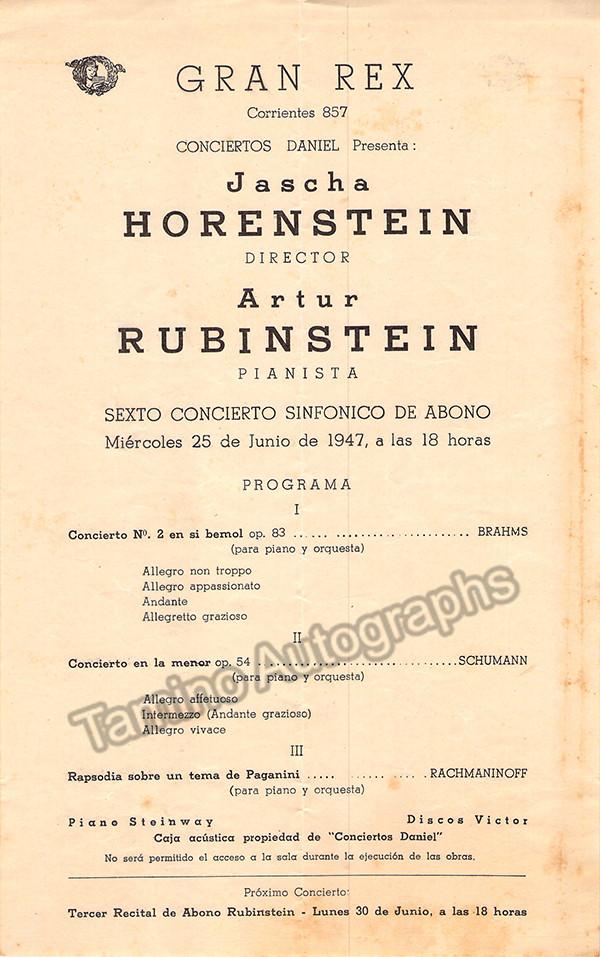 GRAN REX
Corrientes 857
CONCIERTOS DANIEL Presenta :
Jascha
HORENSTEIN
DIRECTOR
Artur
RUBINSTEIN
PIANISTA
SEXTO CONCIERTO SINFONICO DE ABONO
Miércoles 25 de Junio de 1947, a las 18 horas
PROGRAMA
I
Concierto Nº. 2 en si bemol op. 83 ...... ........................ BRAHMS
(para piano y orquesta)
Allegro non troppo
Allegro appassionato
Andante
Allegretto grazioso
II
Concierto en la menor op. 54 .................................... SCHUMANN
(para piano y orquesta)
Allegro affetuoso
Intermezzo (Andante grazioso)
Allegro vivace
III
Rapsodia sobre un tema de Paganini ..... ...... .. .... RACHMANINOFF
(para piano y orquesta)
Piano Steinway Discos Victor
Caja acústica propiedad de "Conciertos Daniel"
No será permitido el acceso a la sala durante la ejecución de las obras.
Próximo Concierto:
Tercer Recital de Abono Rubinstein - Lunes 30 de Junio, a las 18 horas
Tamino Autographs